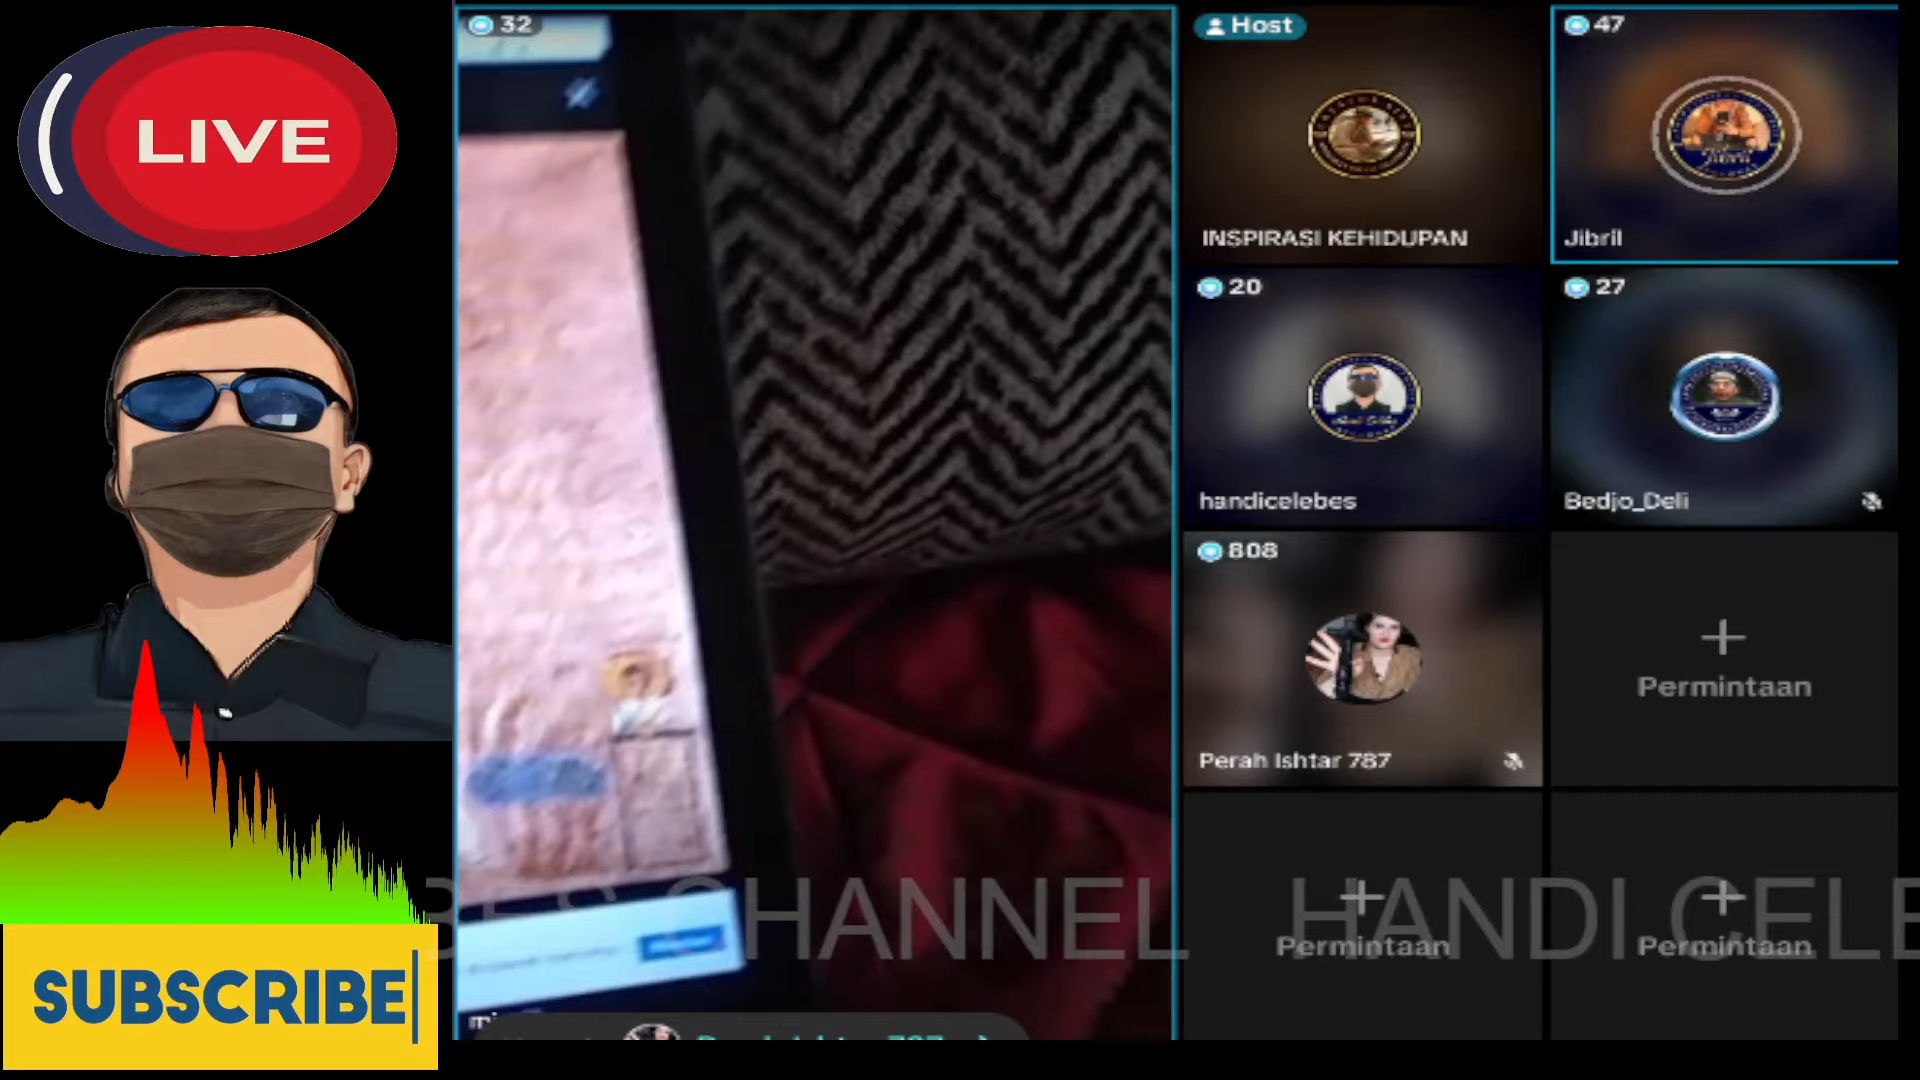 LIVE
32
Host
INSPIRASI KEHIDUPAN
47
Jibril
20
handicelebes
27
Bedjo_Deli
808
Perah Ishtar 787
Permintaan
Permintaan
Permintaan
CHANNEL HANDI CELE
SUBSCRIBE